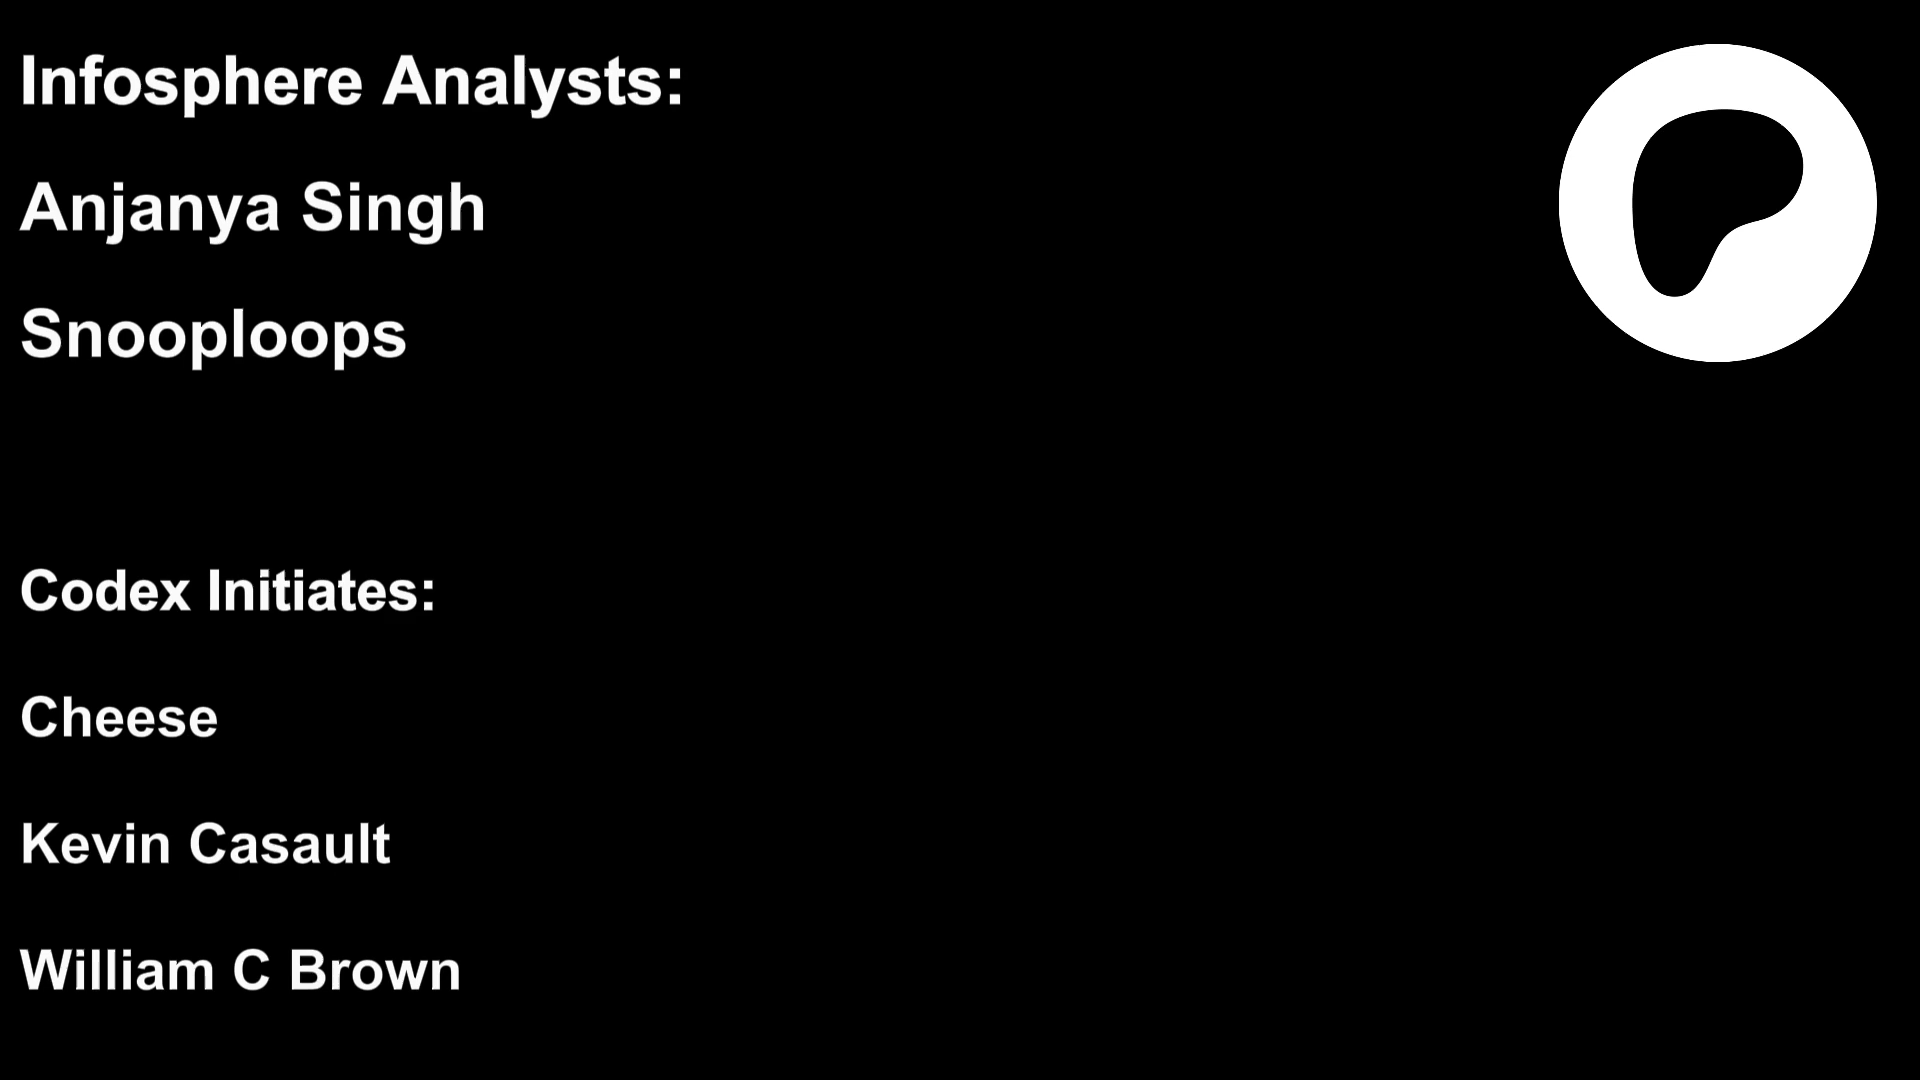 Infosphere Analysts:
Anjanya Singh
Snooploops
Codex Initiates:
Cheese
Kevin Casault
William C Brown